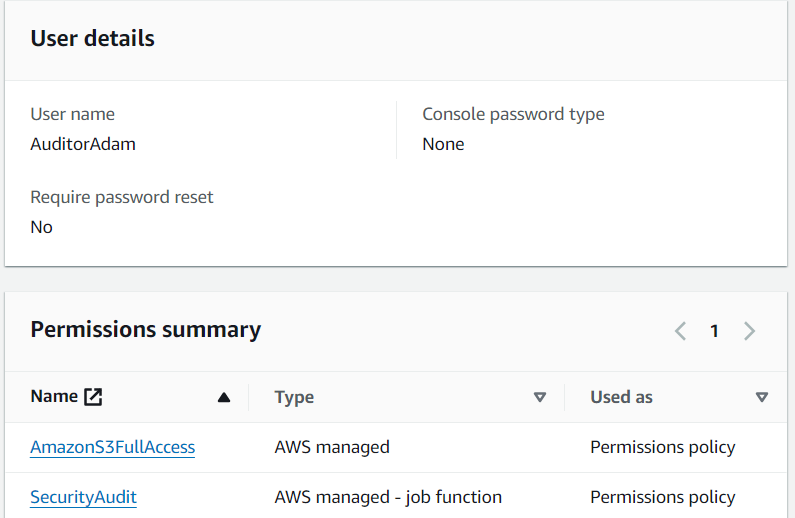 User details
User name
AuditorAdam
Console password type
None
Require password reset
No
Permissions summary
1
Name Type Used as
AmazonS3FullAccess AWS managed Permissions policy
SecurityAudit AWS managed - job function Permissions policy